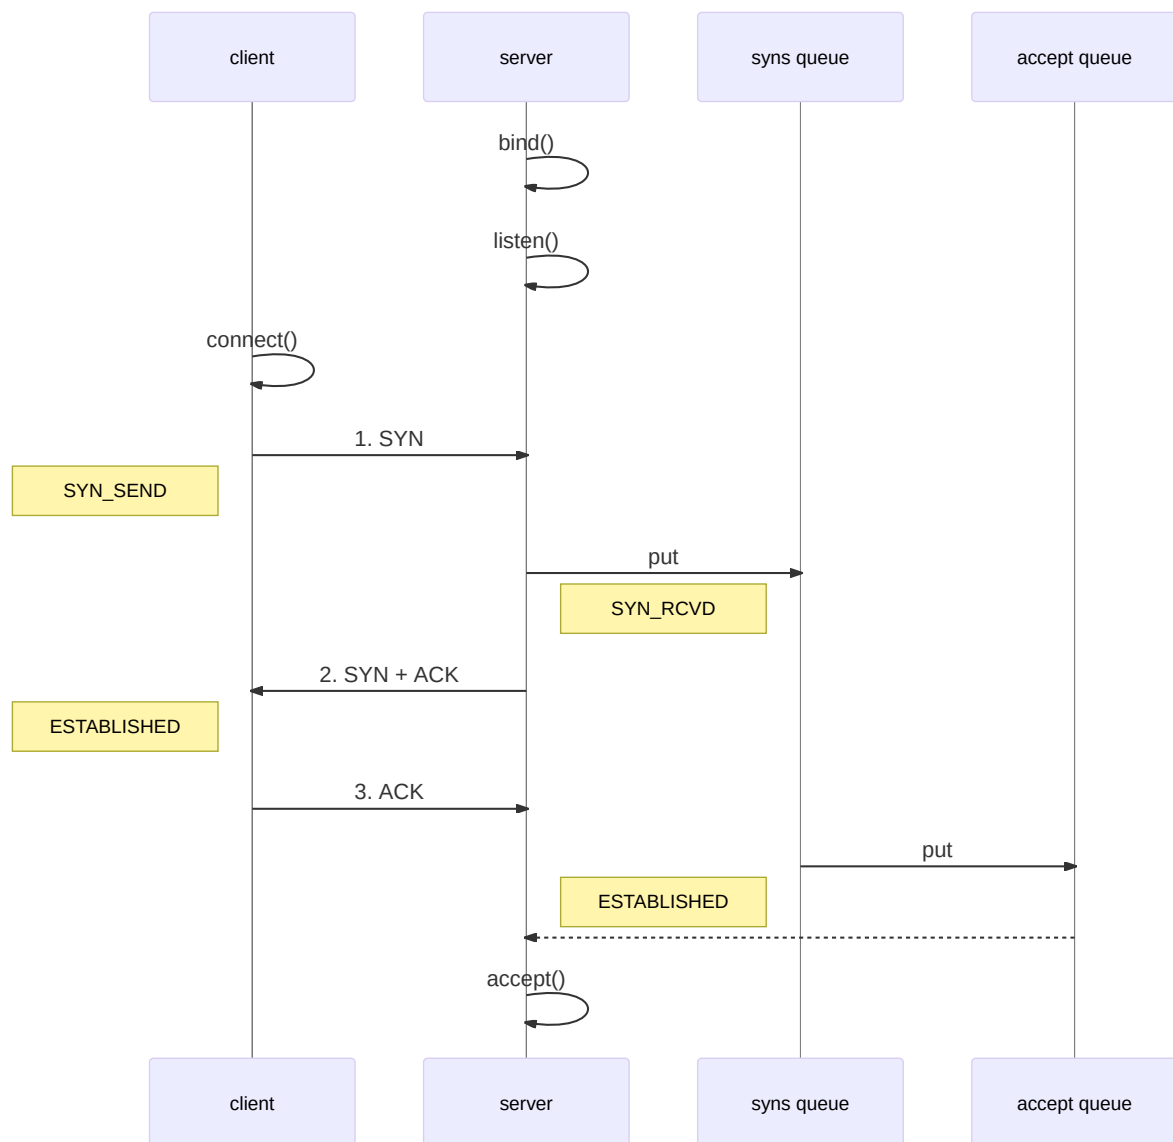 client
server
syns queue
accept queue
bind()
listen()
connect()
1. SYN
SYN_SEND
put
SYN_RCVD
2. SYN + ACK
ESTABLISHED
3. ACK
put
ESTABLISHED
accept()
client
server
syns queue
accept queue